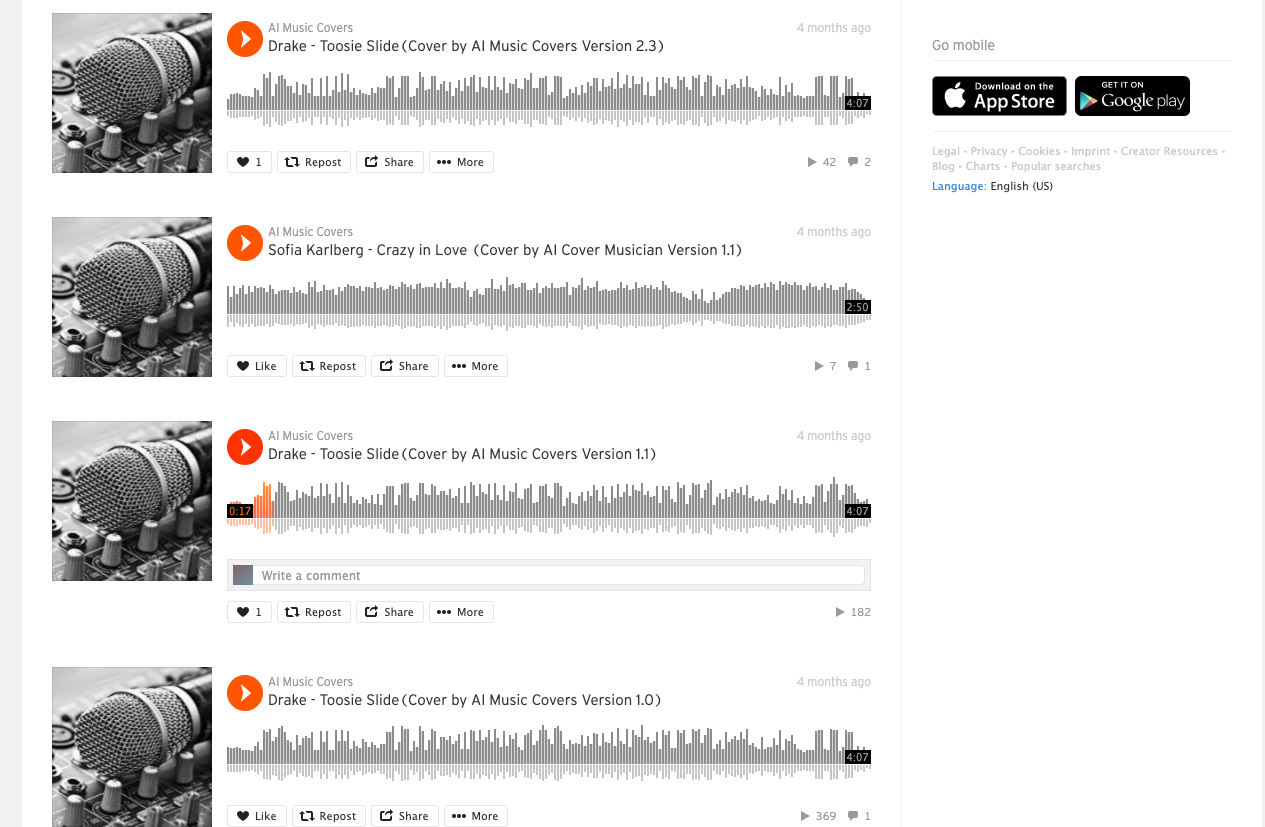 AI Music Covers
4 months ago
Drake - Toosie Slide(Cover by AI Music Covers Version 2.3)
4:07
1 Repost Share More
42 2
AI Music Covers
4 months ago
Sofia Karlberg - Crazy in Love (Cover by AI Cover Musician Version 1.1)
2:50
Like Repost Share More
7 1
AI Music Covers
4 months ago
Drake - Toosie Slide(Cover by AI Music Covers Version 1.1)
0:17
4:07
Write a comment
1 Repost Share More
182
AI Music Covers
4 months ago
Drake - Toosie Slide(Cover by AI Music Covers Version 1.0)
4:07
Like Repost Share More
369 1
Go mobile
Download on the
App Store
GET IT ON
Google play
Legal - Privacy - Cookies - Imprint - Creator Resources -
Blog - Charts - Popular searches
Language: English (US)